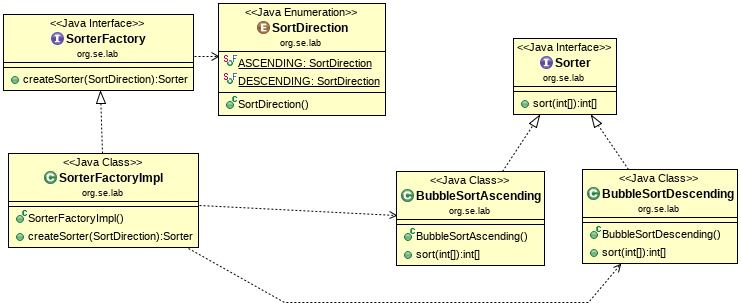 <<Java Interface>>
I SorterFactory
org.se.lab
createSorter(SortDirection):Sorter
<<Java Enumeration>>
E SortDirection
org.se.lab
S F ASCENDING: SortDirection
S F DESCENDING: SortDirection
C SortDirection()
<<Java Interface>>
I Sorter
org.se.lab
sort(int[]):int[]
<<Java Class>>
C SorterFactoryImpl
org.se.lab
C SorterFactoryImpl()
createSorter(SortDirection):Sorter
<<Java Class>>
C BubbleSortAscending
org.se.lab
C BubbleSortAscending()
sort(int[]):int[]
<<Java Class>>
C BubbleSortDescending
org.se.lab
C BubbleSortDescending()
sort(int[]):int[]